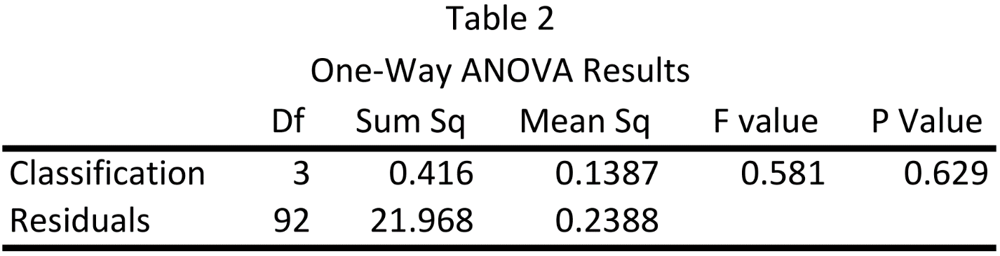 Table 2
One-Way ANOVA Results
Df Sum Sq Mean Sq F value P Value
Classification 3 0.416 0.1387 0.581 0.629
Residuals 92 21.968 0.2388